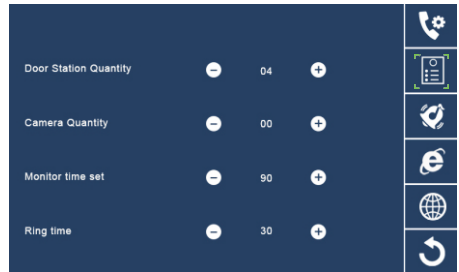 Door Station Quantity 04
Camera Quantity 00
Monitor time set 90
Ring time 30